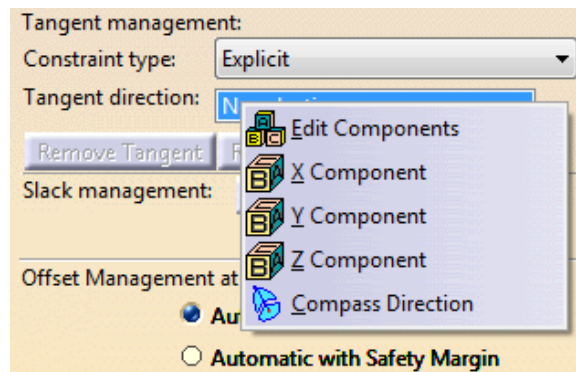 Tangent management:
Constraint type: Explicit
Tangent direction:
Edit Components
Remove Tangent
X Component
Slack management:
Y Component
Z Component
Offset Management at
Compass Direction
Automatic with Safety Margin